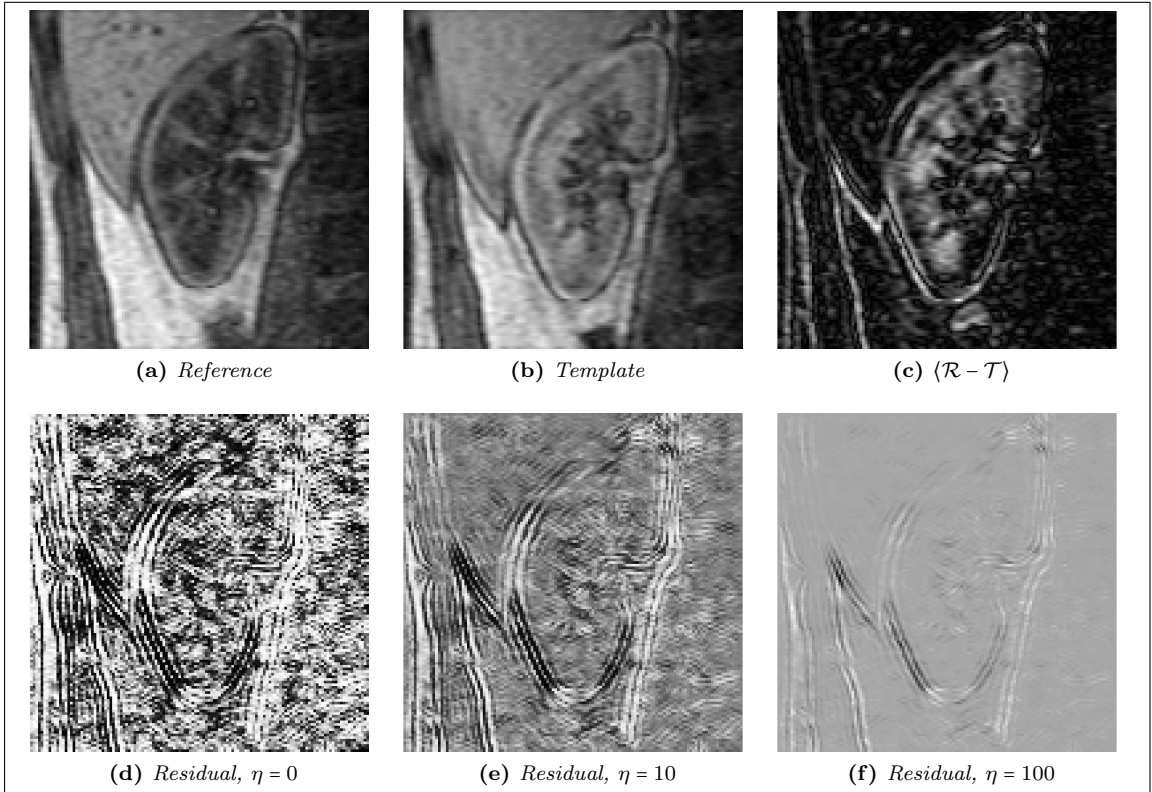 (a) Reference
(b) Template
(c) ⟨ℛ – 𝒯⟩
(d) Residual, η = 0
(e) Residual, η = 10
(f) Residual, η = 100